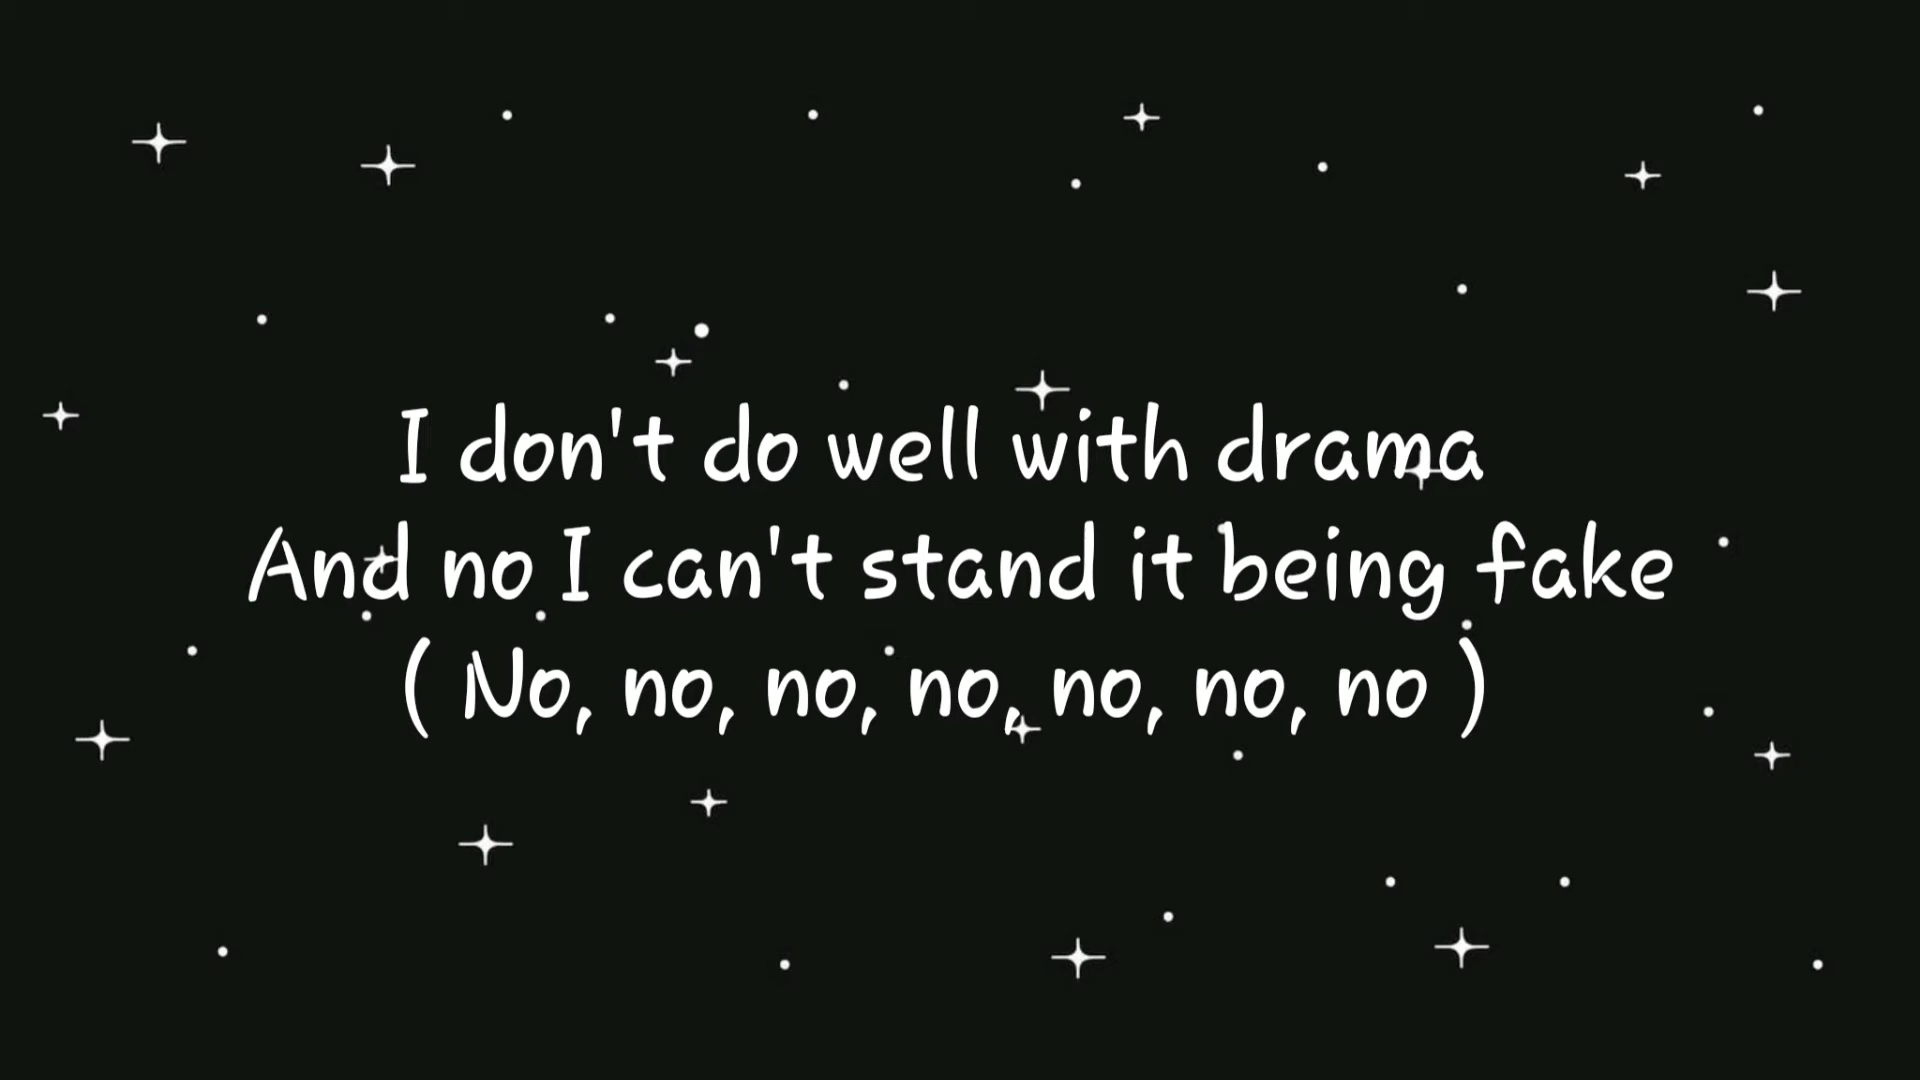 I don't do well with drama
And no I can't stand it being fake
( No, no, no, no, no, no, no )